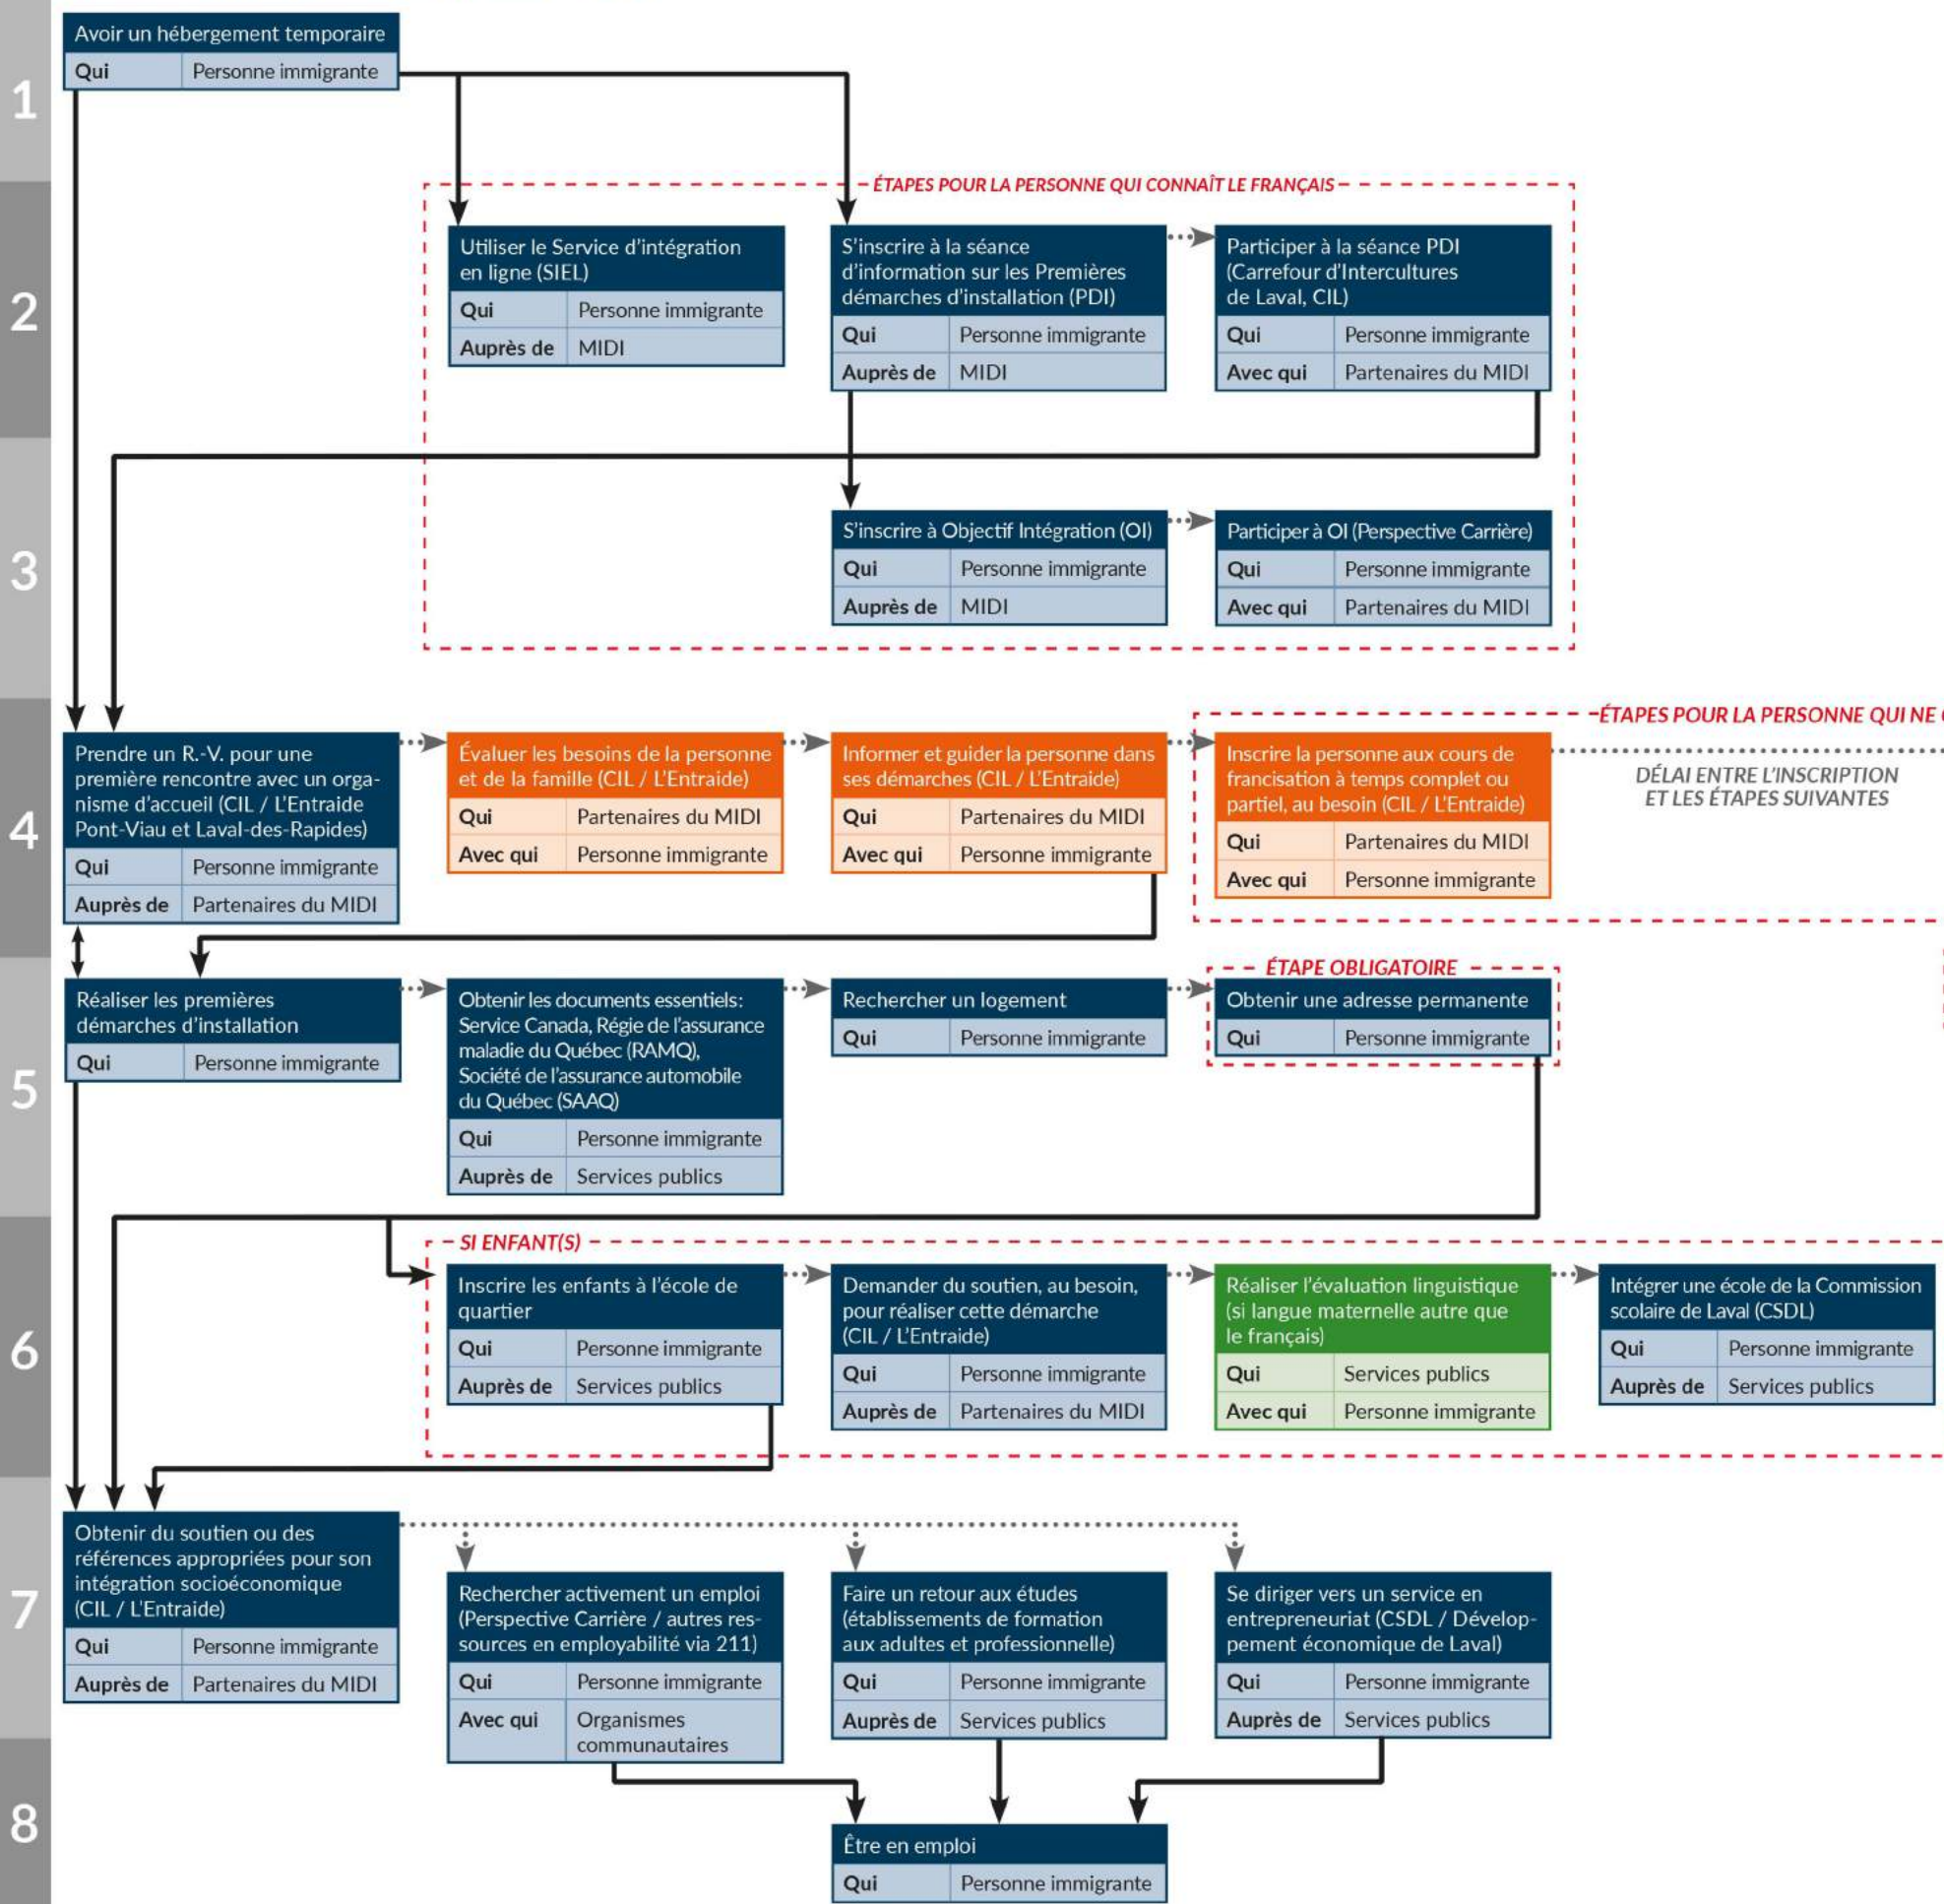 1
Avoir un hébergement temporaire
Qui Personne immigrante
2
ÉTAPES POUR LA PERSONNE QUI CONNAÎT LE FRANÇAIS
Utiliser le Service d'intégration
en ligne (SIEL)
Qui Personne immigrante
Auprès de MIDI
S'inscrire à la séance
d'information sur les Premières
démarches d'installation (PDI)
Qui Personne immigrante
Auprès de MIDI
Participer à la séance PDI
(Carrefour d'Intercultures
de Laval, CIL)
Qui Personne immigrante
Avec qui Partenaires du MIDI
3
S'inscrire à Objectif Intégration (OI)
Qui Personne immigrante
Auprès de MIDI
Participer à OI (Perspective Carrière)
Qui Personne immigrante
Avec qui Partenaires du MIDI
4
Prendre un R.-V. pour une
première rencontre avec un orga-
nisme d'accueil (CIL / L'Entraide
Pont-Viau et Laval-des-Rapides)
Qui Personne immigrante
Auprès de Partenaires du MIDI
Évaluer les besoins de la personne
et de la famille (CIL / L'Entraide)
Qui Partenaires du MIDI
Avec qui Personne immigrante
Informer et guider la personne dans
ses démarches (CIL / L'Entraide)
Qui Partenaires du MIDI
Avec qui Personne immigrante
ÉTAPES POUR LA PERSONNE QUI NE
Inscrire la personne aux cours de
francisation à temps complet ou
partiel, au besoin (CIL / L'Entraide)
Qui Partenaires du MIDI
Avec qui Personne immigrante
DÉLAI ENTRE L'INSCRIPTION
ET LES ÉTAPES SUIVANTES
5
Réaliser les premières
démarches d'installation
Qui Personne immigrante
Obtenir les documents essentiels:
Service Canada, Régie de l'assurance
maladie du Québec (RAMQ),
Société de l'assurance automobile
du Québec (SAAQ)
Qui Personne immigrante
Auprès de Services publics
Rechercher un logement
Qui Personne immigrante
ÉTAPE OBLIGATOIRE
Obtenir une adresse permanente
Qui Personne immigrante
6
SI ENFANT(S)
Inscrire les enfants à l'école de
quartier
Qui Personne immigrante
Auprès de Services publics
Demander du soutien, au besoin,
pour réaliser cette démarche
(CIL / L'Entraide)
Qui Personne immigrante
Auprès de Partenaires du MIDI
Réaliser l'évaluation linguistique
(si langue maternelle autre que
le français)
Qui Services publics
Avec qui Personne immigrante
Intégrer une école de la Commission
scolaire de Laval (CSDL)
Qui Personne immigrante
Auprès de Services publics
7
Obtenir du soutien ou des
références appropriées pour son
intégration socioéconomique
(CIL / L'Entraide)
Qui Personne immigrante
Auprès de Partenaires du MIDI
Rechercher activement un emploi
(Perspective Carrière / autres res-
sources en employabilité via 211)
Qui Personne immigrante
Avec qui Organismes
communautaires
Faire un retour aux études
(établissements de formation
aux adultes et professionnelle)
Qui Personne immigrante
Auprès de Services publics
Se diriger vers un service en
entrepreneuriat (CSDL / Dévelop-
pement économique de Laval)
Qui Personne immigrante
Auprès de Services publics
8
Être en emploi
Qui Personne immigrante